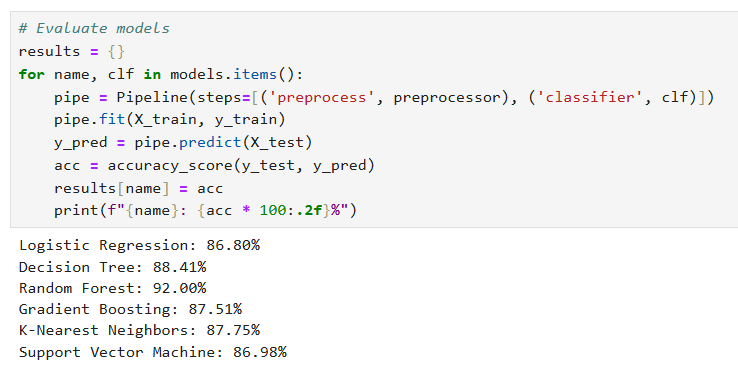 # Evaluate models
results = {}
for name, clf in models.items():
    pipe = Pipeline(steps=[('preprocess', preprocessor), ('classifier', clf)])
    pipe.fit(X_train, y_train)
    y_pred = pipe.predict(X_test)
    acc = accuracy_score(y_test, y_pred)
    results[name] = acc
    print(f"{name}: {acc * 100:.2f}%")
Logistic Regression: 86.80%
Decision Tree: 88.41%
Random Forest: 92.00%
Gradient Boosting: 87.51%
K-Nearest Neighbors: 87.75%
Support Vector Machine: 86.98%